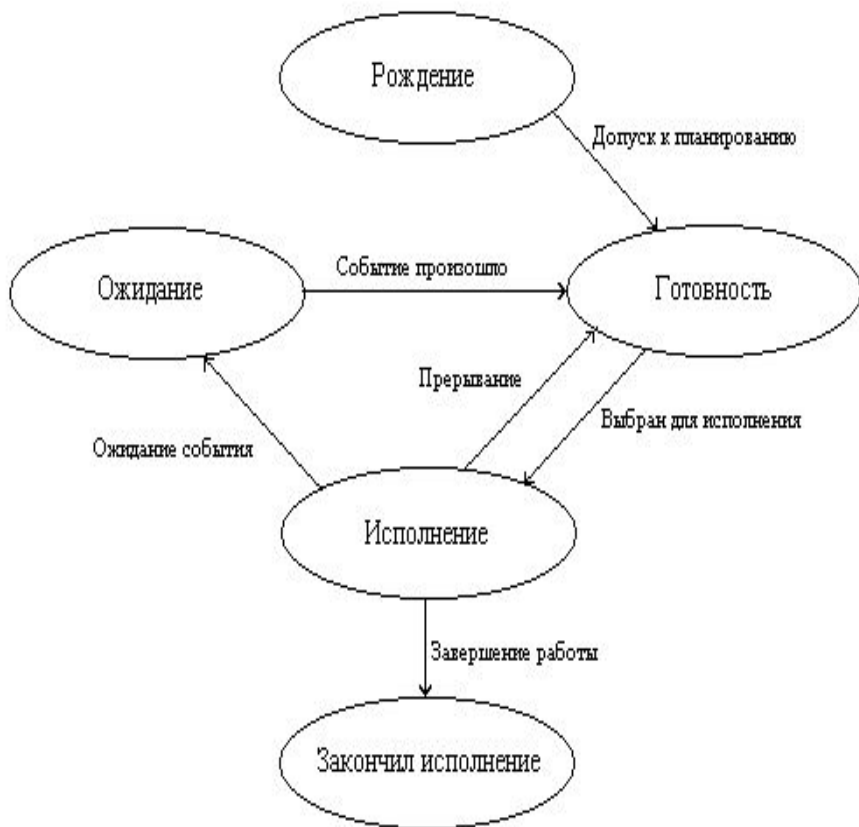 Рождение
Допуск к планированию
Ожидание
Событие произошло
Готовность
Прерывание
Выбран для исполнения
Ожидание события
Исполнение
Завершение работы
Закончил исполнение